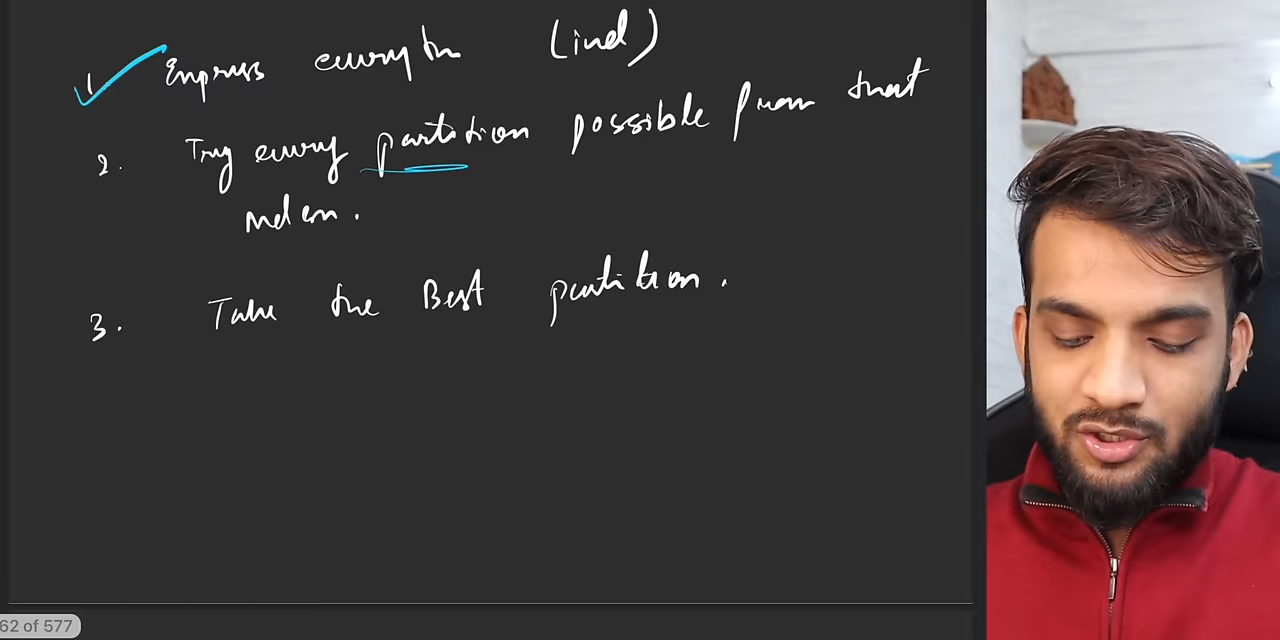 1 Express everythn (ind)
2. Try every partition possible from that
index.
3. Take the Best partition.
62 of 577